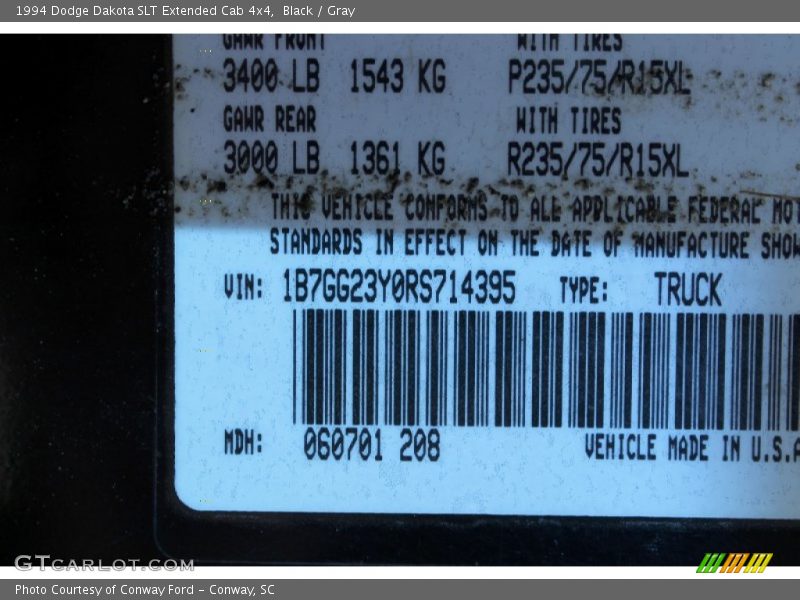 1994 Dodge Dakota SLT Extended Cab 4x4, Black / Gray
GAWR FRONT WITH TIRES
3400 LB 1543 KG P235/75/R15XL
GAWR REAR WITH TIRES
3000 LB 1361 KG R235/75/R15XL
THIS VEHICLE CONFORMS TO ALL APPLICABLE FEDERAL MOT
STANDARDS IN EFFECT ON THE DATE OF MANUFACTURE SHOW
VIN: 1B7GG23Y0RS714395 TYPE: TRUCK
MDH: 060701 208 VEHICLE MADE IN U.S.A
GTCARLOT.COM
Photo Courtesy of Conway Ford – Conway, SC